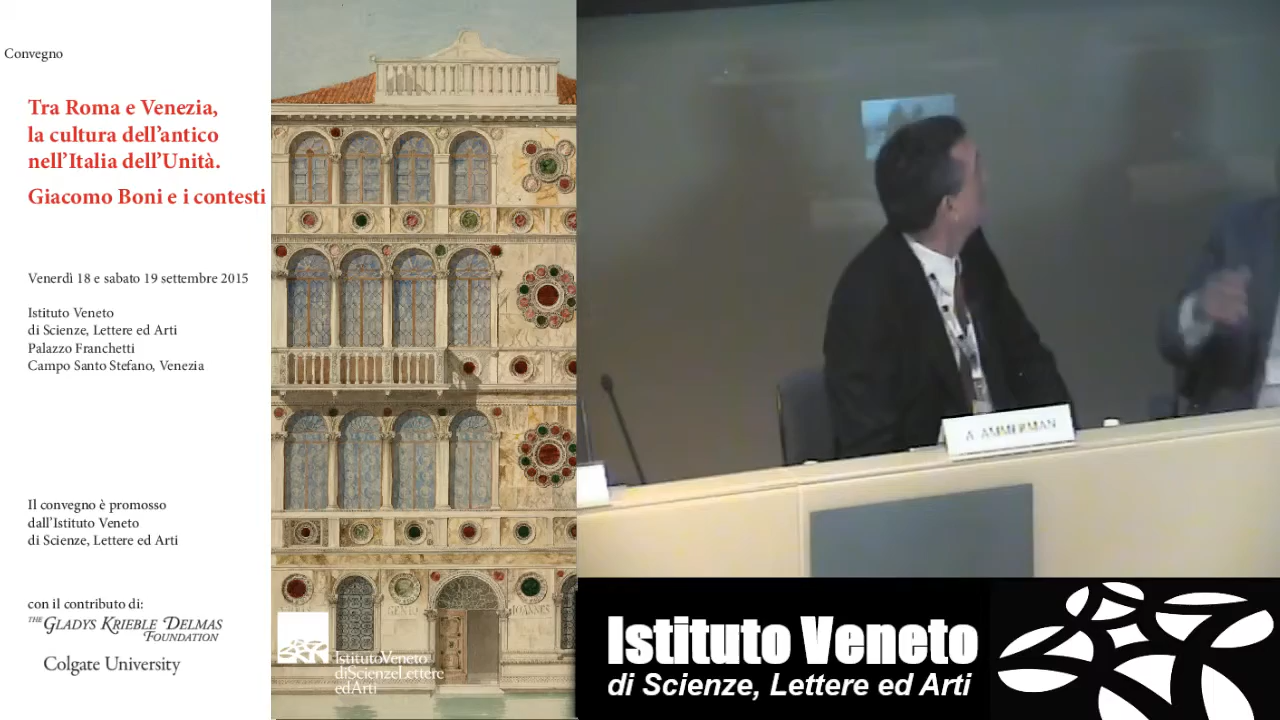 Convegno
Tra Roma e Venezia,
la cultura dell'antico
nell'Italia dell'Unità.
Giacomo Boni e i contesti
Venerdì 18 e sabato 19 settembre 2015
Istituto Veneto
di Scienze, Lettere ed Arti
Palazzo Franchetti
Campo Santo Stefano, Venezia
Il convegno è promosso
dall'Istituto Veneto
di Scienze, Lettere ed Arti
con il contributo di:
THE GLADYS KRIEBLE DELMAS
FOUNDATION
Colgate University
GENIO
IOANNES
IstitutoVeneto
diScienzeLettere
edArti
A. AMMERMAN
Istituto Veneto
di Scienze, Lettere ed Arti